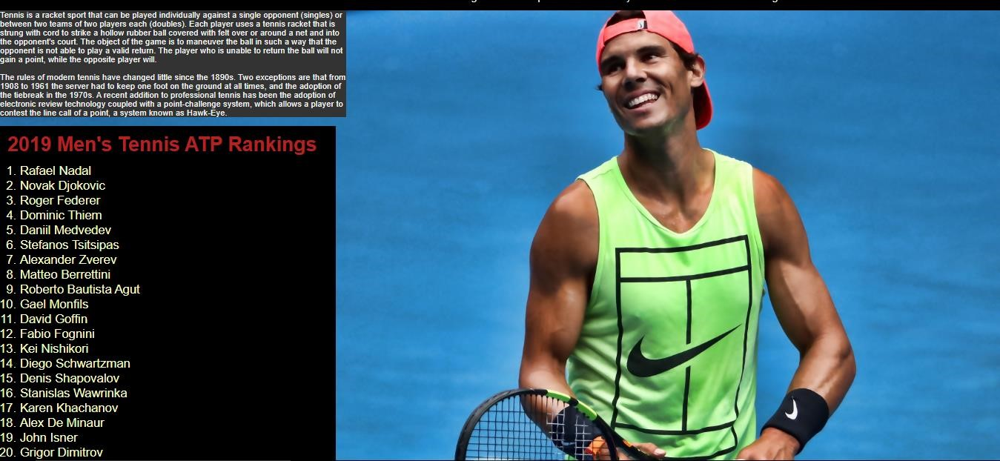 Tennis is a racket sport that can be played individually against a single opponent (singles) or
between two teams of two players each (doubles). Each player uses a tennis racket that is
strung with cord to strike a hollow rubber ball covered with felt over or around a net and into
the opponent's court. The object of the game is to maneuver the ball in such a way that the
opponent is not able to play a valid return. The player who is unable to return the ball will not
gain a point, while the opposite player will.
The rules of modern tennis have changed little since the 1890s. Two exceptions are that from
1908 to 1961 the server had to keep one foot on the ground at all times, and the adoption of
the tiebreak in the 1970s. A recent addition to professional tennis has been the adoption of
electronic review technology coupled with a point-challenge system, which allows a player to
contest the line call of a point, a system known as Hawk-Eye.
2019 Men's Tennis ATP Rankings
1. Rafael Nadal
2. Novak Djokovic
3. Roger Federer
4. Dominic Thiem
5. Daniil Medvedev
6. Stefanos Tsitsipas
7. Alexander Zverev
8. Matteo Berrettini
9. Roberto Bautista Agut
10. Gael Monfils
11. David Goffin
12. Fabio Fognini
13. Kei Nishikori
14. Diego Schwartzman
15. Denis Shapovalov
16. Stanislas Wawrinka
17. Karen Khachanov
18. Alex De Minaur
19. John Isner
20. Grigor Dimitrov